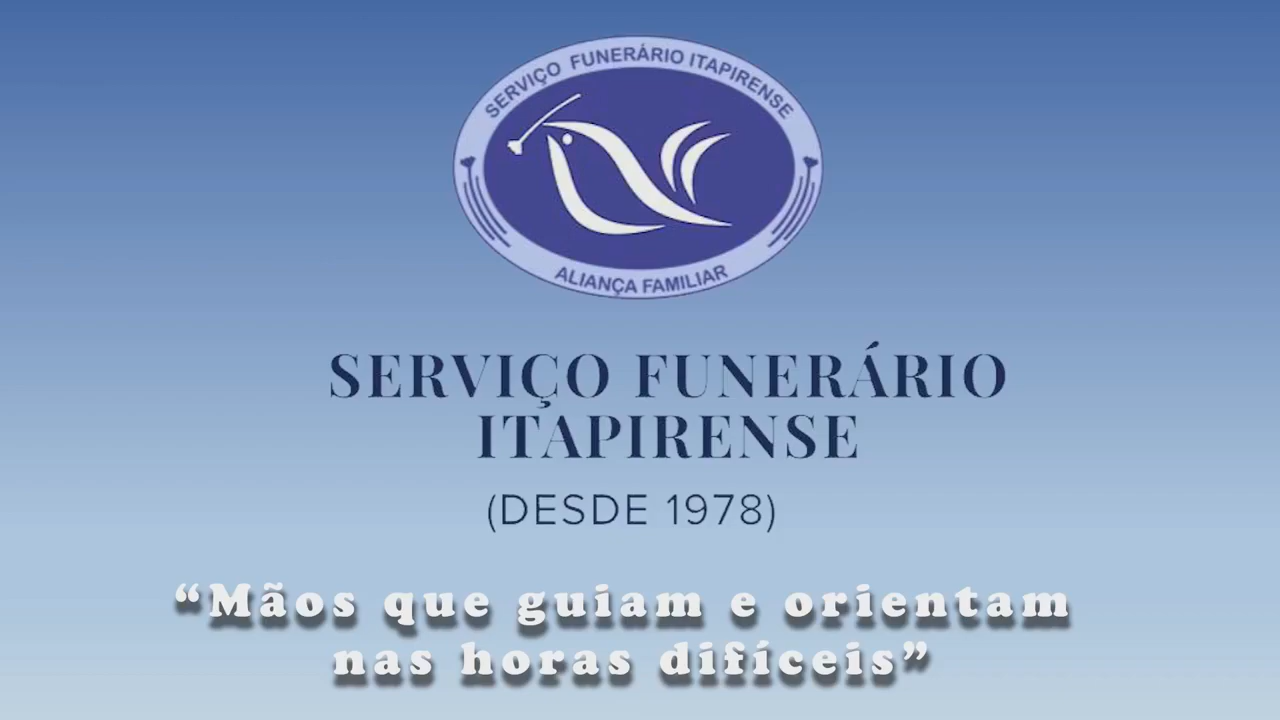 SERVIÇO FUNERÁRIO ITAPIRENSE
ALIANÇA FAMILIAR
SERVIÇO FUNERÁRIO
ITAPIRENSE
(DESDE 1978)
“Mãos que guiam e orientam
nas horas difíceis”